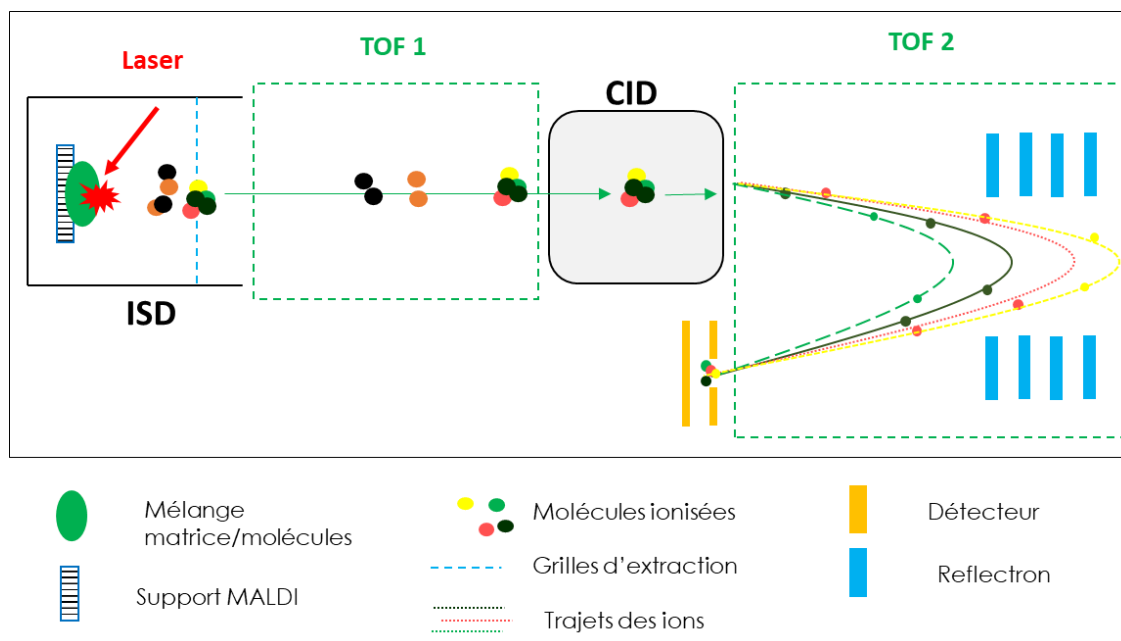 TOF 1
TOF 2
Laser
CID
ISD
Mélange
matrice/molécules
Support MALDI
Molécules ionisées
Grilles d'extraction
Trajets des ions
Détecteur
Reflectron